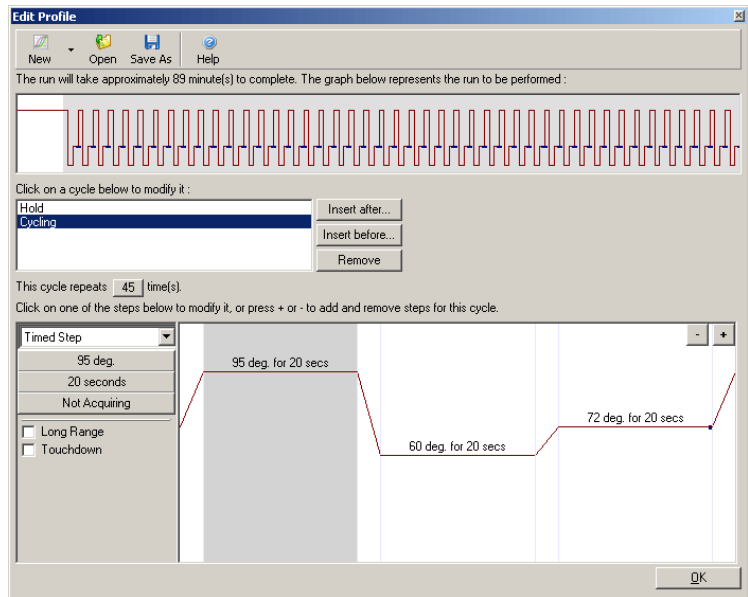 Edit Profile
New Open Save As Help
The run will take approximately 89 minute(s) to complete. The graph below represents the run to be performed :
Click on a cycle below to modify it :
Hold
Cycling
Insert after...
Insert before...
Remove
This cycle repeats 45 time(s).
Click on one of the steps below to modify it, or press + or - to add and remove steps for this cycle.
Timed Step
95 deg.
20 seconds
Not Acquiring
Long Range
Touchdown
- +
95 deg. for 20 secs
60 deg. for 20 secs
72 deg. for 20 secs
OK